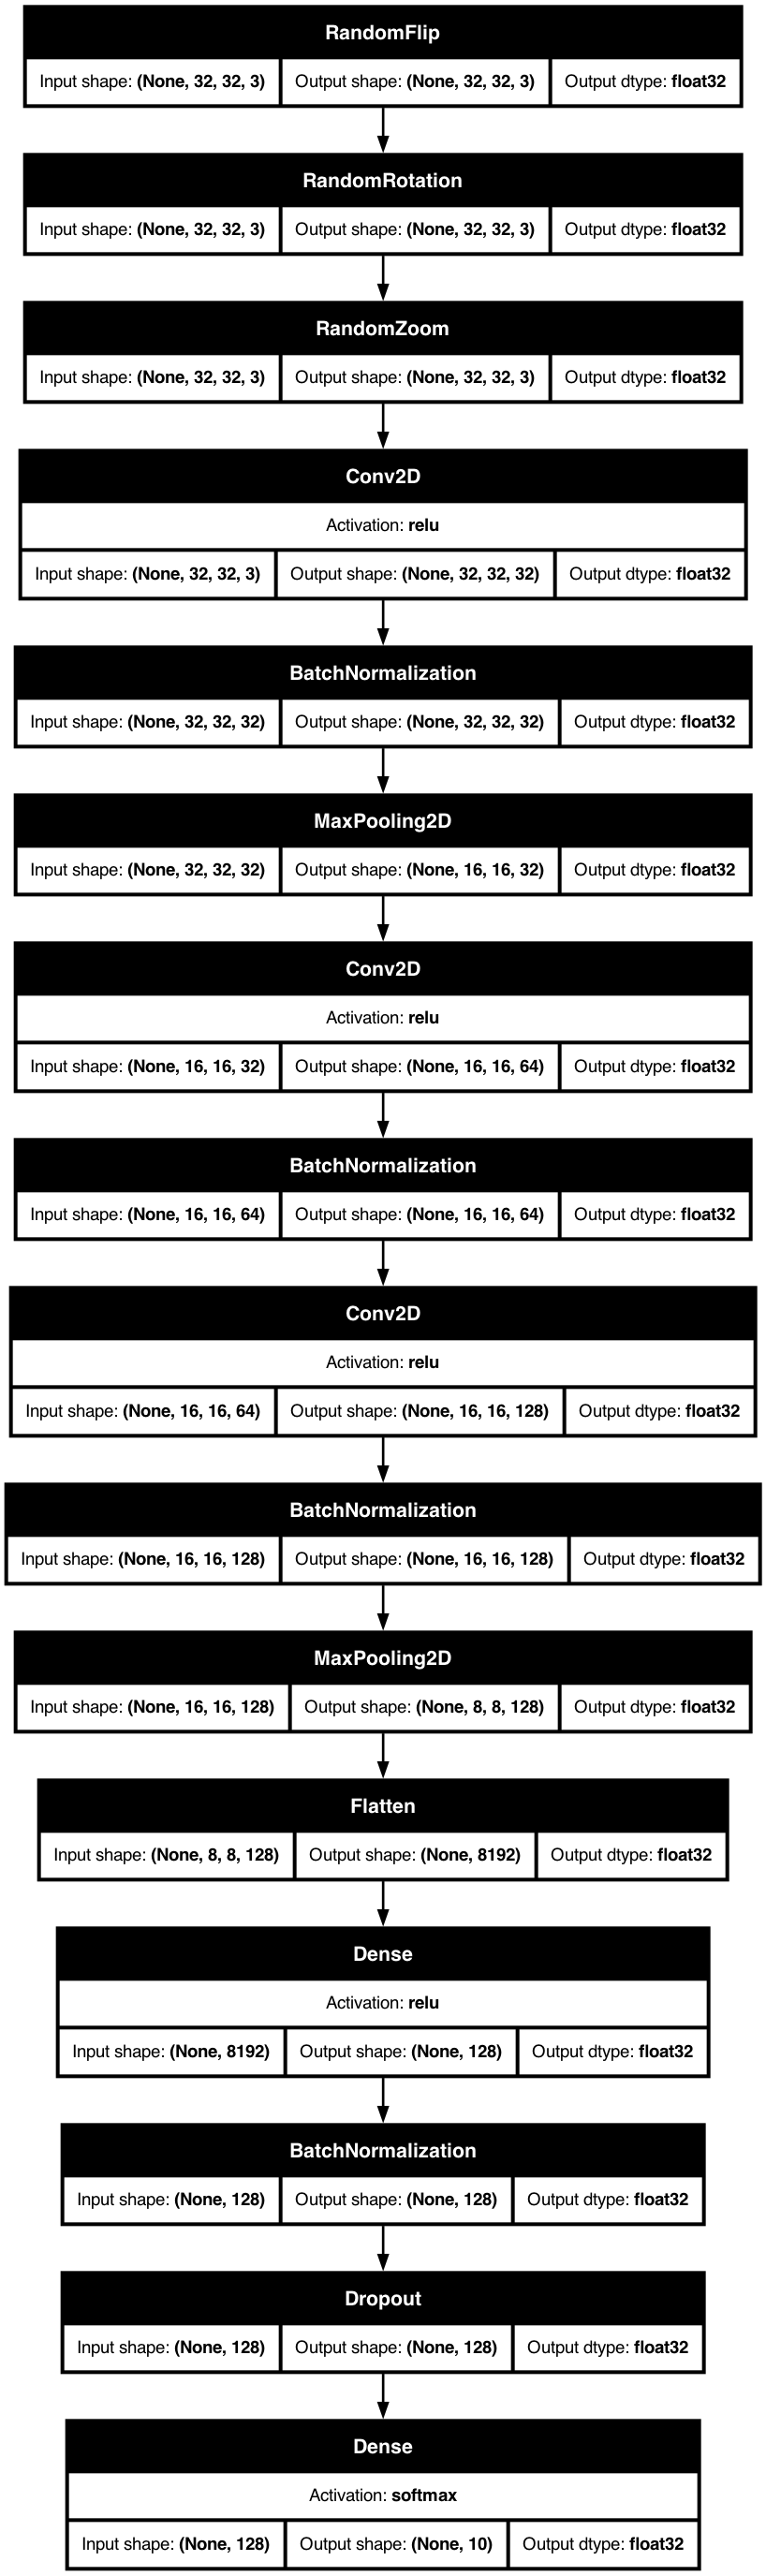 RandomFlip
Input shape: (None, 32, 32, 3) Output shape: (None, 32, 32, 3) Output dtype: float32
RandomRotation
Input shape: (None, 32, 32, 3) Output shape: (None, 32, 32, 3) Output dtype: float32
RandomZoom
Input shape: (None, 32, 32, 3) Output shape: (None, 32, 32, 3) Output dtype: float32
Conv2D
Activation: relu
Input shape: (None, 32, 32, 3) Output shape: (None, 32, 32, 32) Output dtype: float32
BatchNormalization
Input shape: (None, 32, 32, 32) Output shape: (None, 32, 32, 32) Output dtype: float32
MaxPooling2D
Input shape: (None, 32, 32, 32) Output shape: (None, 16, 16, 32) Output dtype: float32
Conv2D
Activation: relu
Input shape: (None, 16, 16, 32) Output shape: (None, 16, 16, 64) Output dtype: float32
BatchNormalization
Input shape: (None, 16, 16, 64) Output shape: (None, 16, 16, 64) Output dtype: float32
Conv2D
Activation: relu
Input shape: (None, 16, 16, 64) Output shape: (None, 16, 16, 128) Output dtype: float32
BatchNormalization
Input shape: (None, 16, 16, 128) Output shape: (None, 16, 16, 128) Output dtype: float32
MaxPooling2D
Input shape: (None, 16, 16, 128) Output shape: (None, 8, 8, 128) Output dtype: float32
Flatten
Input shape: (None, 8, 8, 128) Output shape: (None, 8192) Output dtype: float32
Dense
Activation: relu
Input shape: (None, 8192) Output shape: (None, 128) Output dtype: float32
BatchNormalization
Input shape: (None, 128) Output shape: (None, 128) Output dtype: float32
Dropout
Input shape: (None, 128) Output shape: (None, 128) Output dtype: float32
Dense
Activation: softmax
Input shape: (None, 128) Output shape: (None, 10) Output dtype: float32